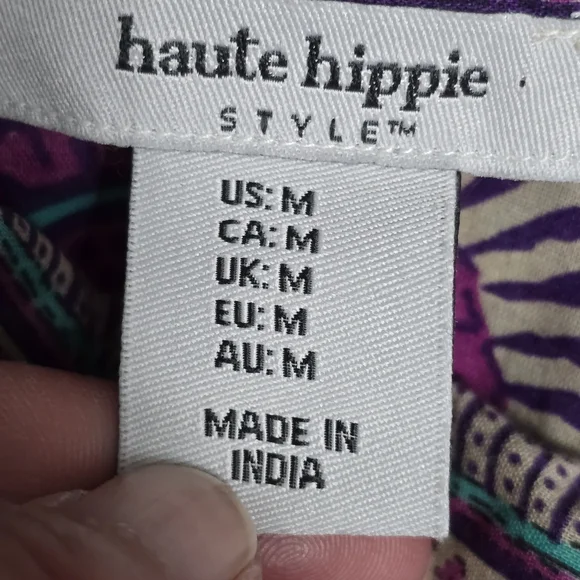 haute hippie
STYLE™
US: M
CA: M
UK: M
EU: M
AU: M
MADE IN
INDIA